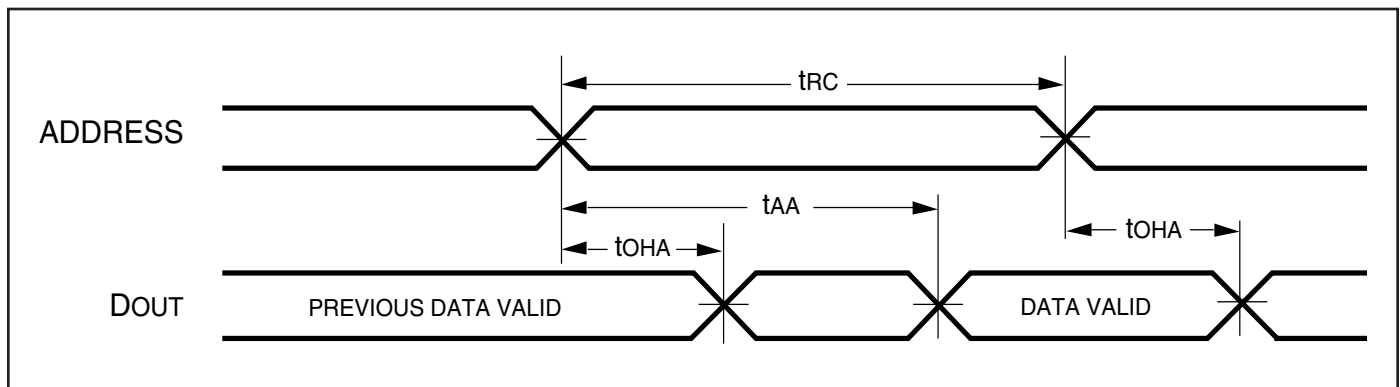 tRC
ADDRESS
tAA
tOHA
tOHA
DOUT
PREVIOUS DATA VALID
DATA VALID